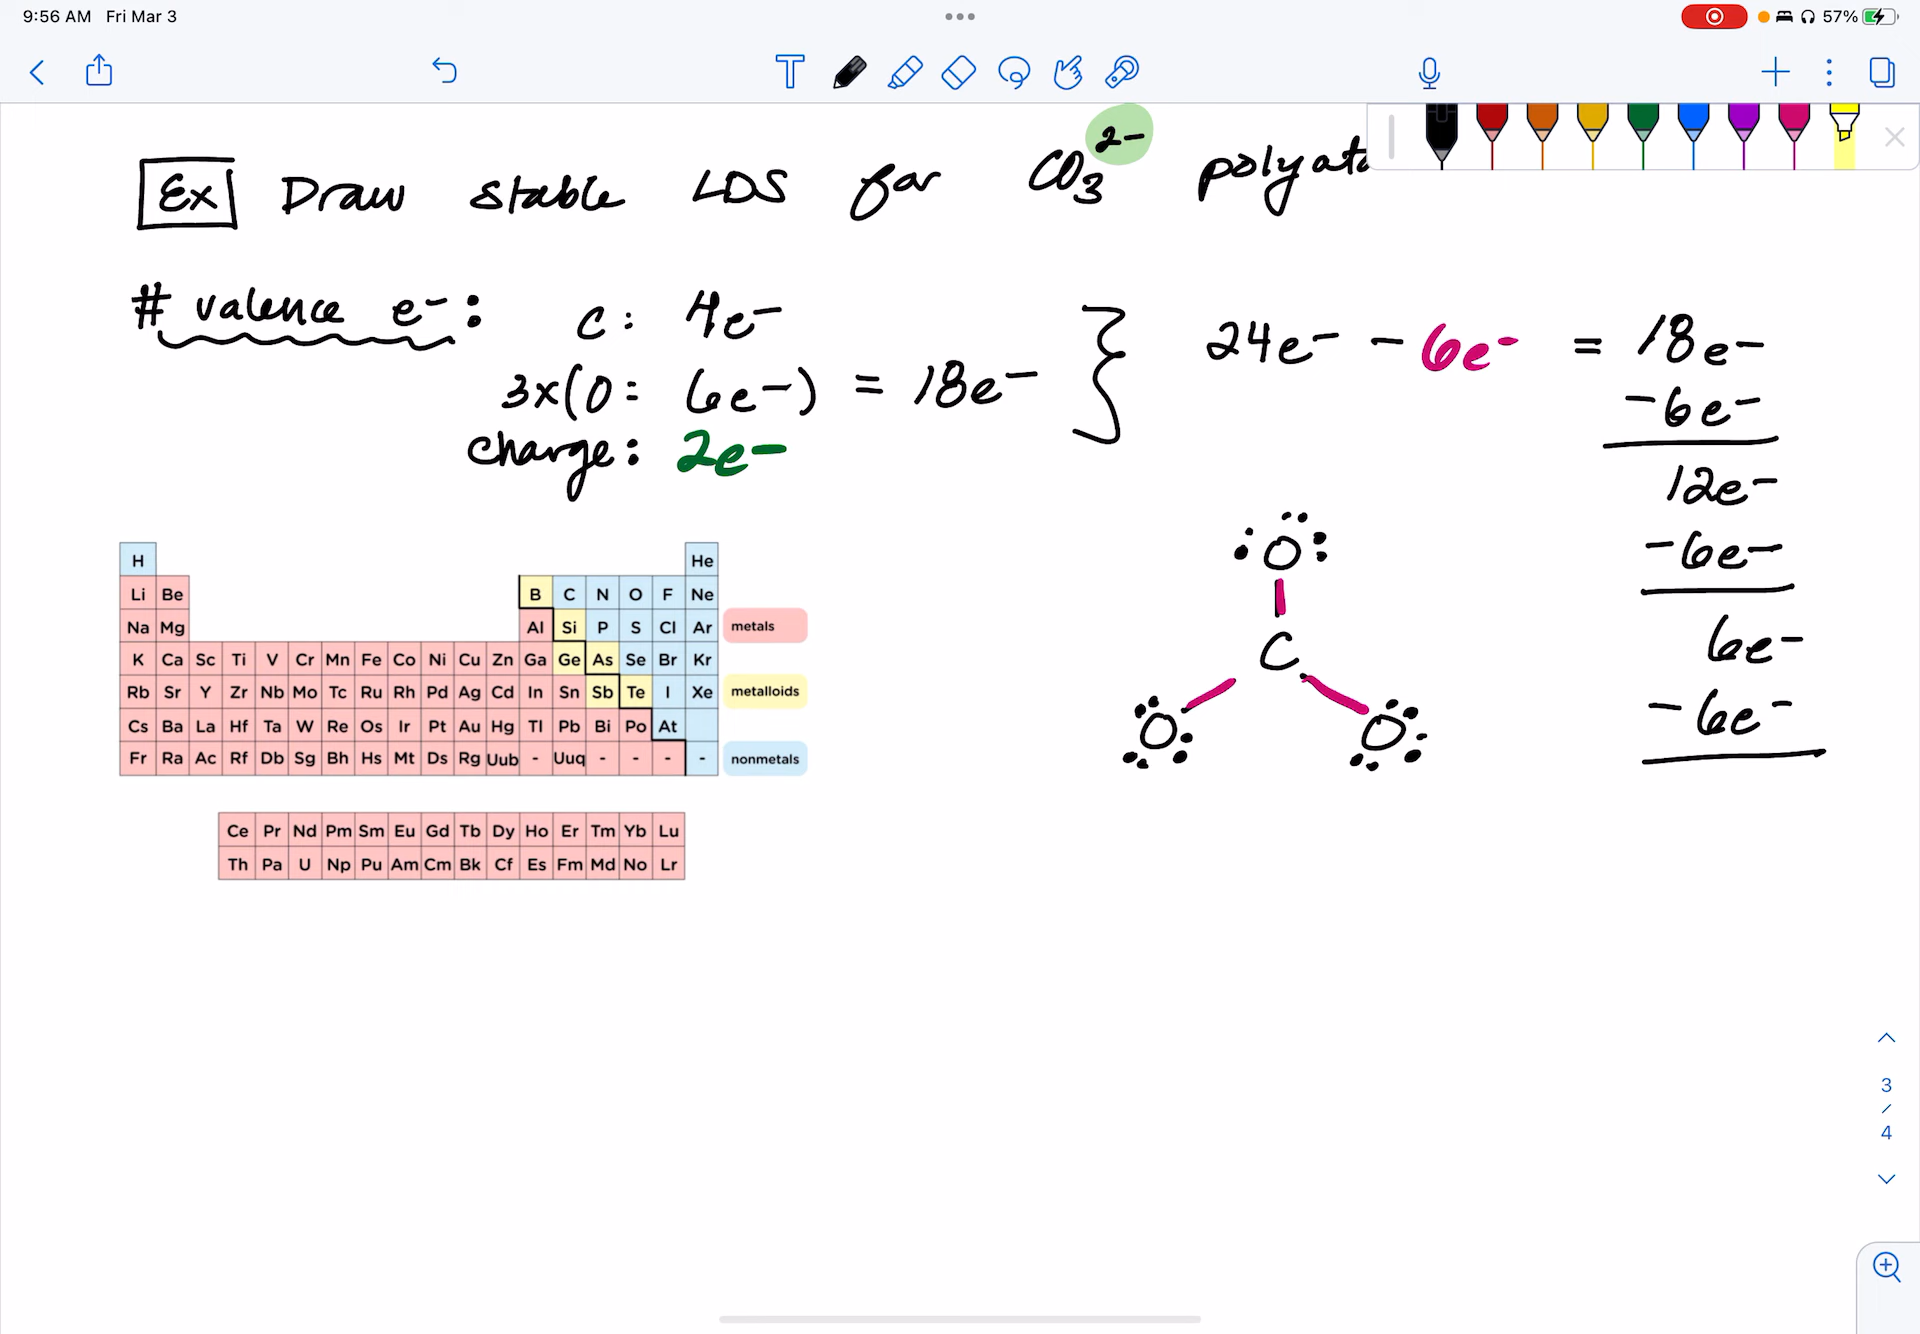 9:56 AM Fri Mar 3
57%
Ex Draw stable LDS for CO3 2- polyato
# valence e-: C: 4e-
24e- - 6e- = 18e-
3x(O: 6e-) = 18e-
-6e-
charge: 2e-
12e-
-6e-
6e-
-6e-
O
C
O O
H He
Li Be B C N O F Ne
Na Mg Al Si P S Cl Ar metals
K Ca Sc Ti V Cr Mn Fe Co Ni Cu Zn Ga Ge As Se Br Kr
Rb Sr Y Zr Nb Mo Tc Ru Rh Pd Ag Cd In Sn Sb Te I Xe metalloids
Cs Ba La Hf Ta W Re Os Ir Pt Au Hg Tl Pb Bi Po At
Fr Ra Ac Rf Db Sg Bh Hs Mt Ds Rg Uub - Uuq - - - - nonmetals
Ce Pr Nd Pm Sm Eu Gd Tb Dy Ho Er Tm Yb Lu
Th Pa U Np Pu Am Cm Bk Cf Es Fm Md No Lr
3
/
4